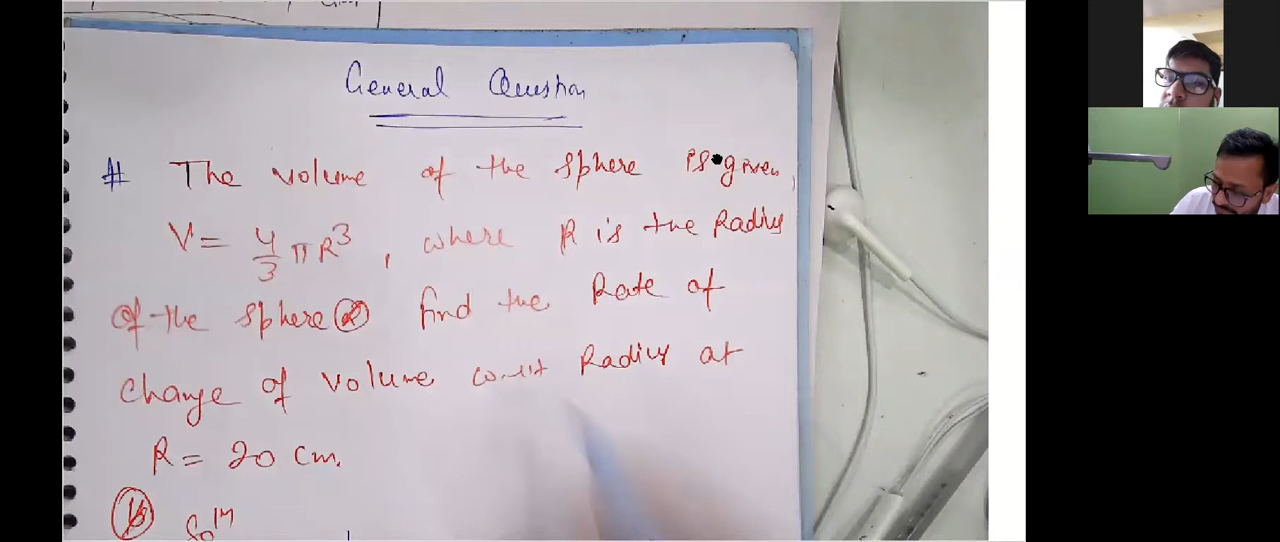 General Question
# The volume of the sphere is given,
V = 4/3 πR³, where R is the Radius
of the sphere find the Rate of
change of volume w.r.t Radius at
R = 20 cm.
Solⁿ